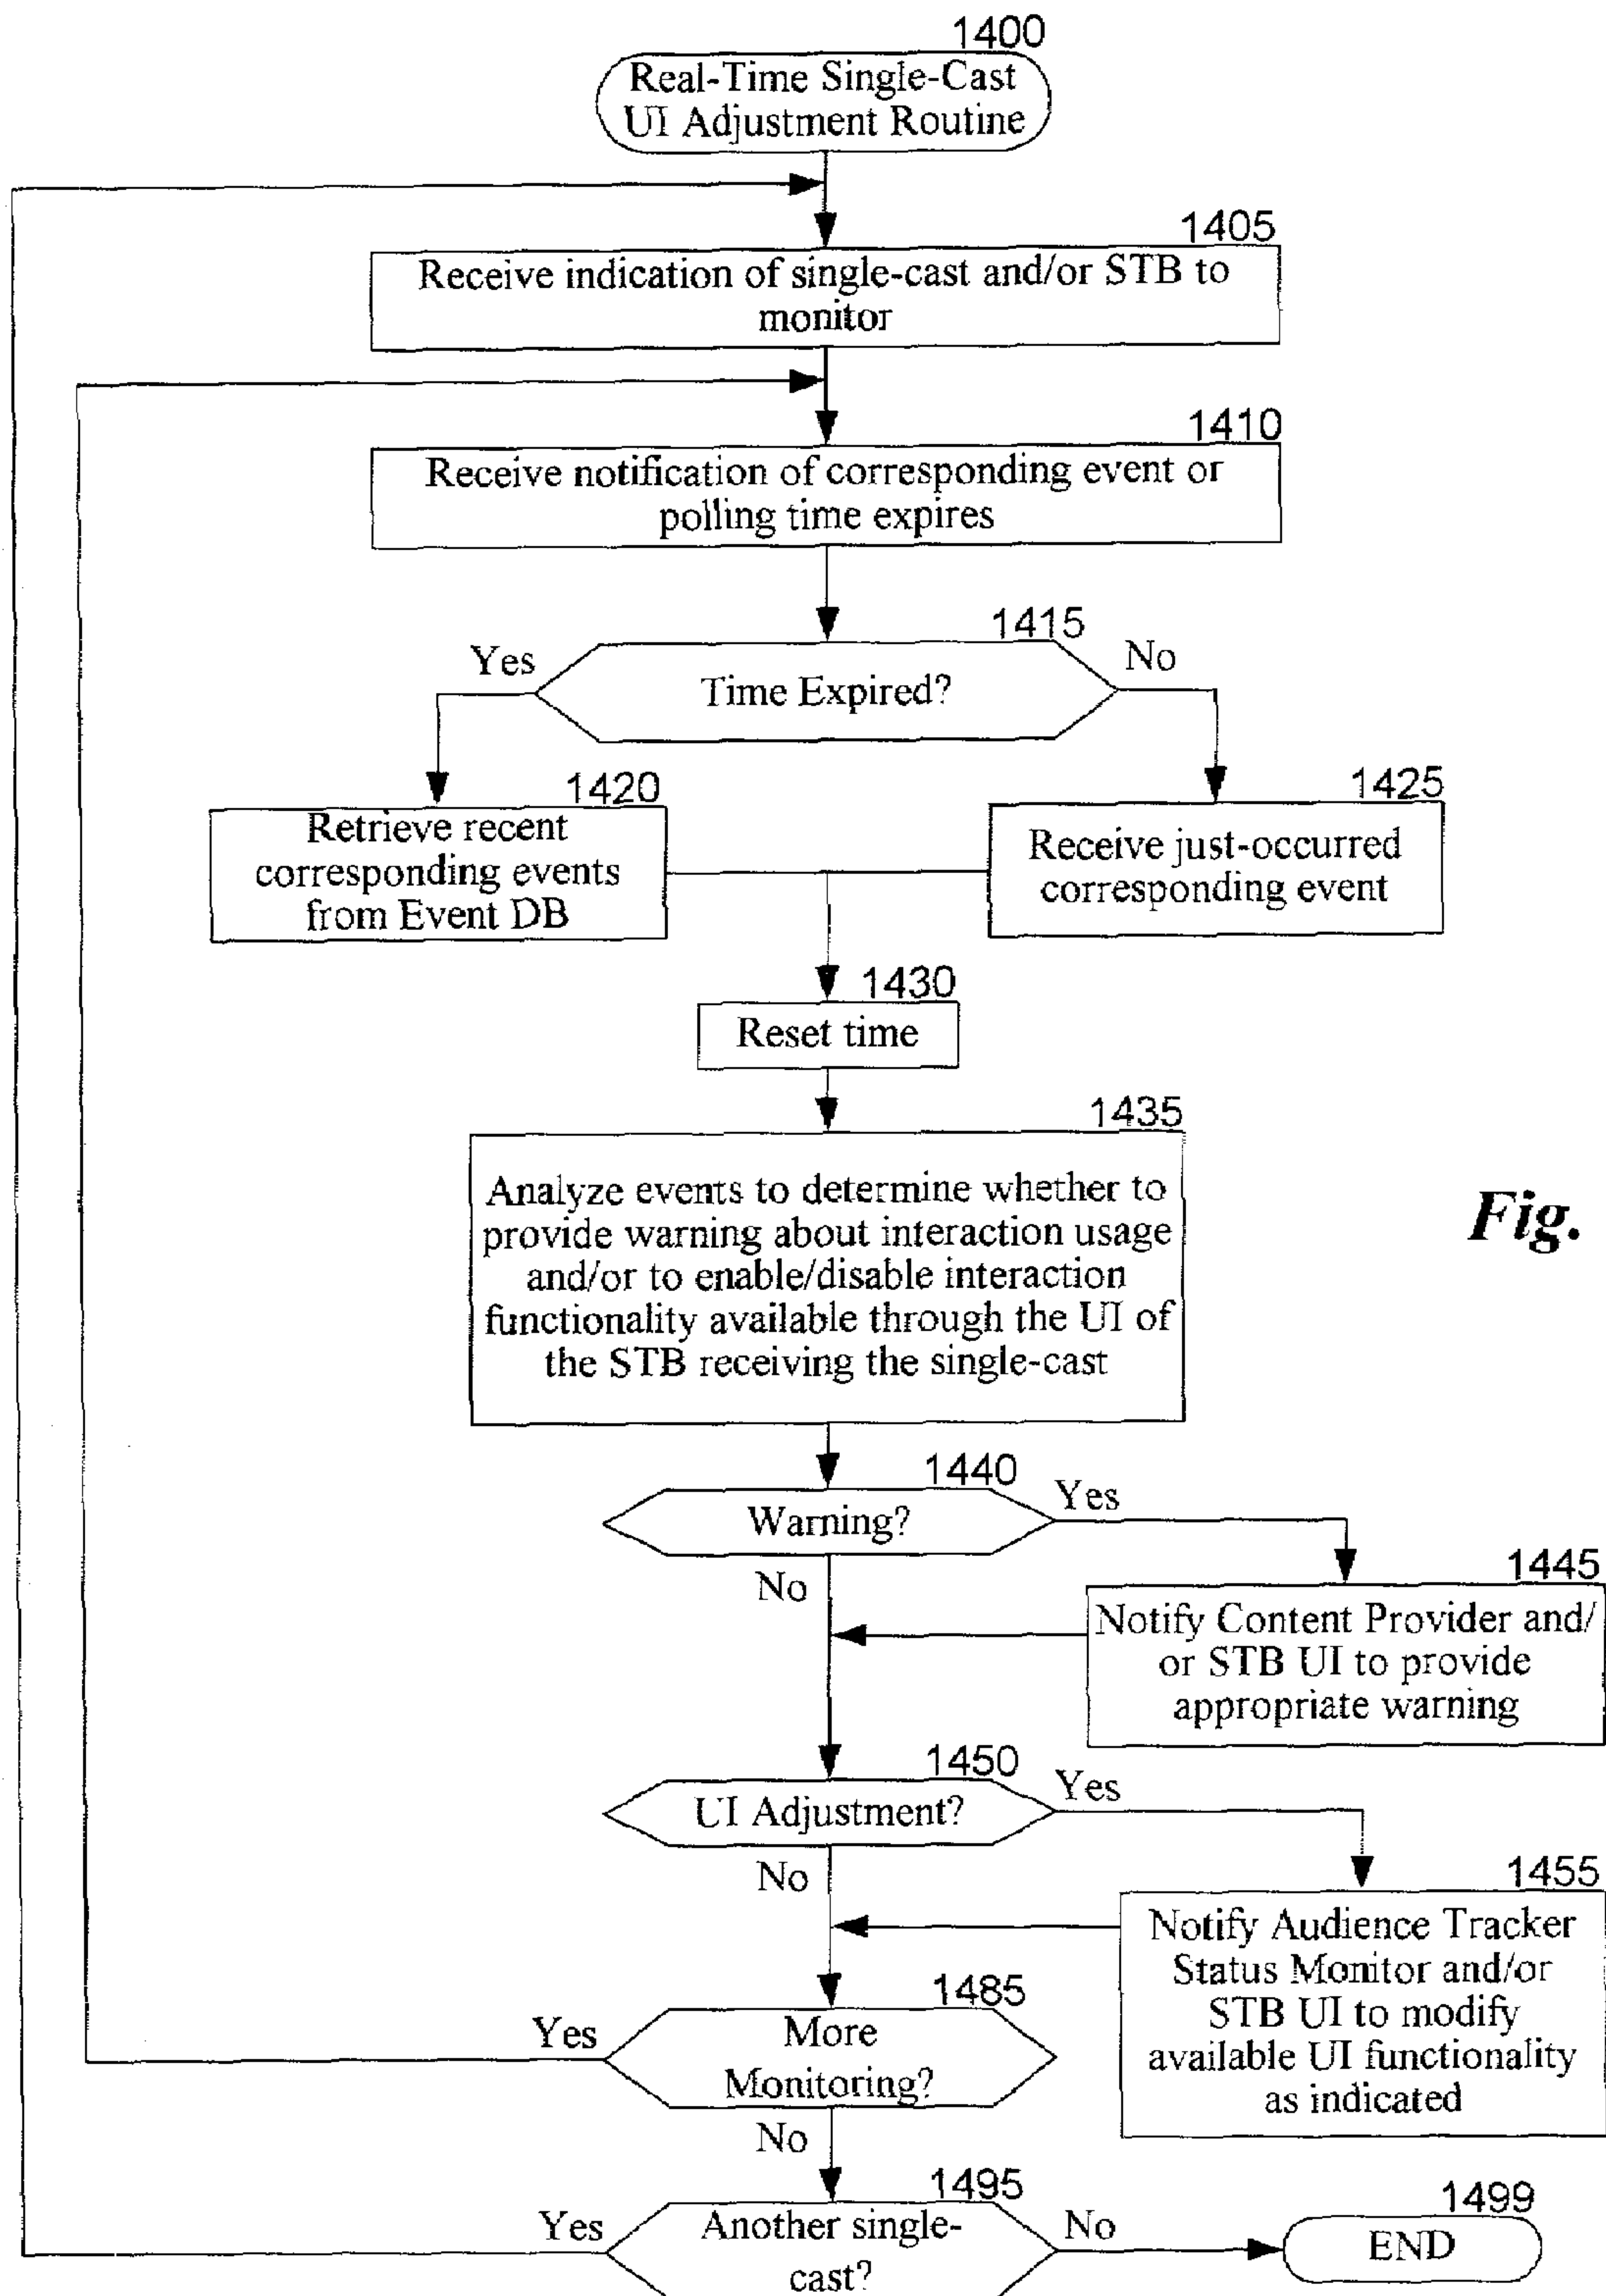 1400
Real-Time Single-Cast
UI Adjustment Routine
1405
Receive indication of single-cast and/or STB to
monitor
1410
Receive notification of corresponding event or
polling time expires
1415
Yes
Time Expired?
No
1420
Retrieve recent
corresponding events
from Event DB
1425
Receive just-occurred
corresponding event
1430
Reset time
1435
Analyze events to determine whether to
provide warning about interaction usage
and/or to enable/disable interaction
functionality available through the UI of
the STB receiving the single-cast
Fig.
1440
Warning?
Yes
No
1445
Notify Content Provider and/
or STB UI to provide
appropriate warning
1450
UI Adjustment?
Yes
No
1455
Notify Audience Tracker
Status Monitor and/or
STB UI to modify
available UI functionality
as indicated
1485
Yes
More
Monitoring?
No
1495
Yes
Another single-
cast?
No
1499
END